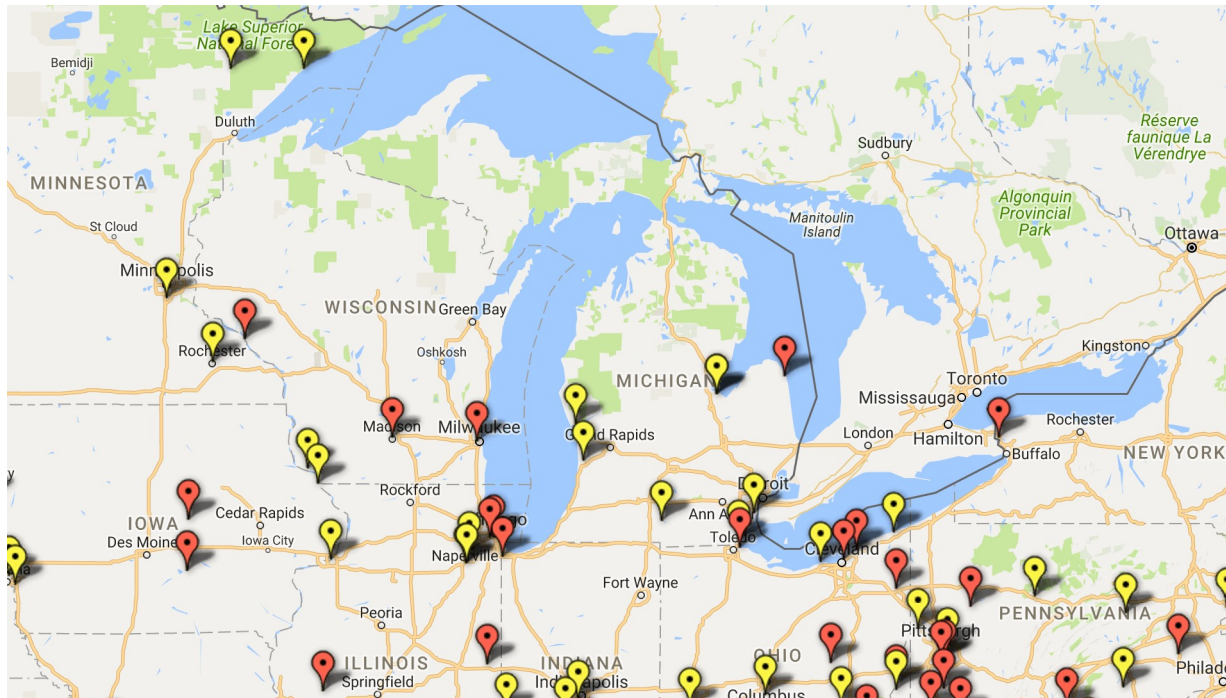 Lake Superior
National Forest
Bemidji
Duluth
Sudbury
Réserve
faunique La
Vérendrye
MINNESOTA
Algonquin
Provincial
Park
St Cloud
Manitoulin
Island
Ottawa
Minneapolis
WISCONSIN
Green Bay
Rochester
Oshkosh
Kingston
MICHIGAN
Toronto
Mississauga
Madison
Milwaukee
Grand Rapids
London
Hamilton
Rochester
Buffalo
NEW YORK
Rockford
Detroit
Ann A
Cedar Rapids
IOWA
Chicago
Des Moines
Iowa City
Naperville
Toledo
Cleveland
Fort Wayne
Peoria
PENNSYLVANIA
Pittsburgh
ILLINOIS
INDIANA
OHIO
Springfield
Indianapolis
Columbus
Philad